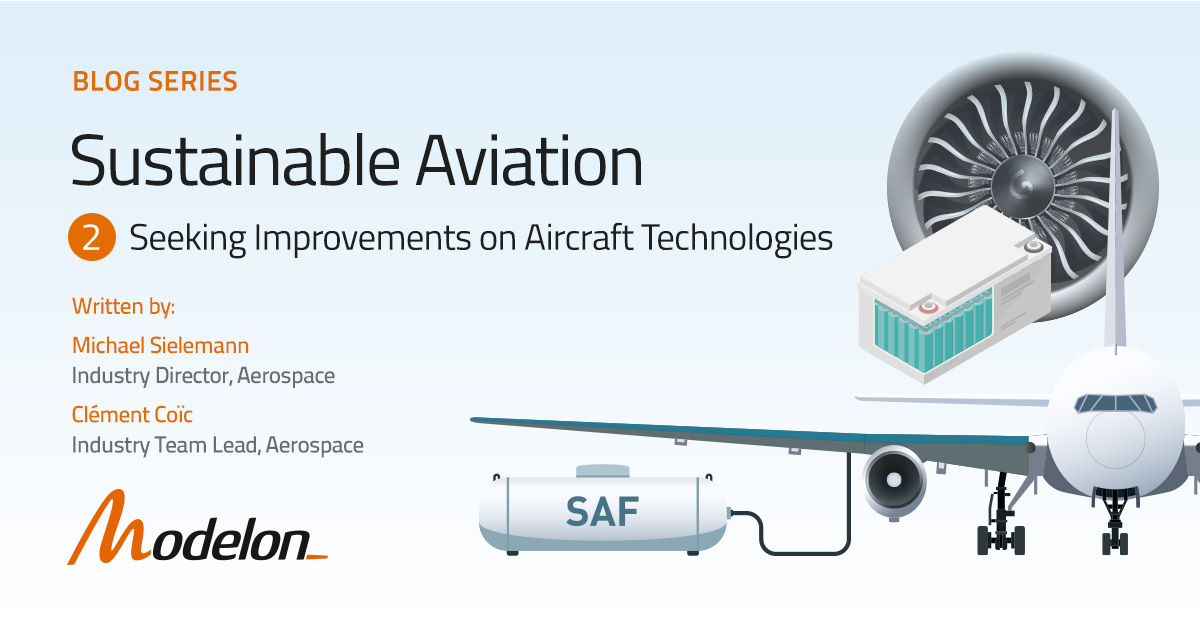 BLOG SERIES
Sustainable Aviation
2 Seeking Improvements on Aircraft Technologies
Written by:
Michael Sielemann
Industry Director, Aerospace
Clément Coïc
Industry Team Lead, Aerospace
Modelon
SAF